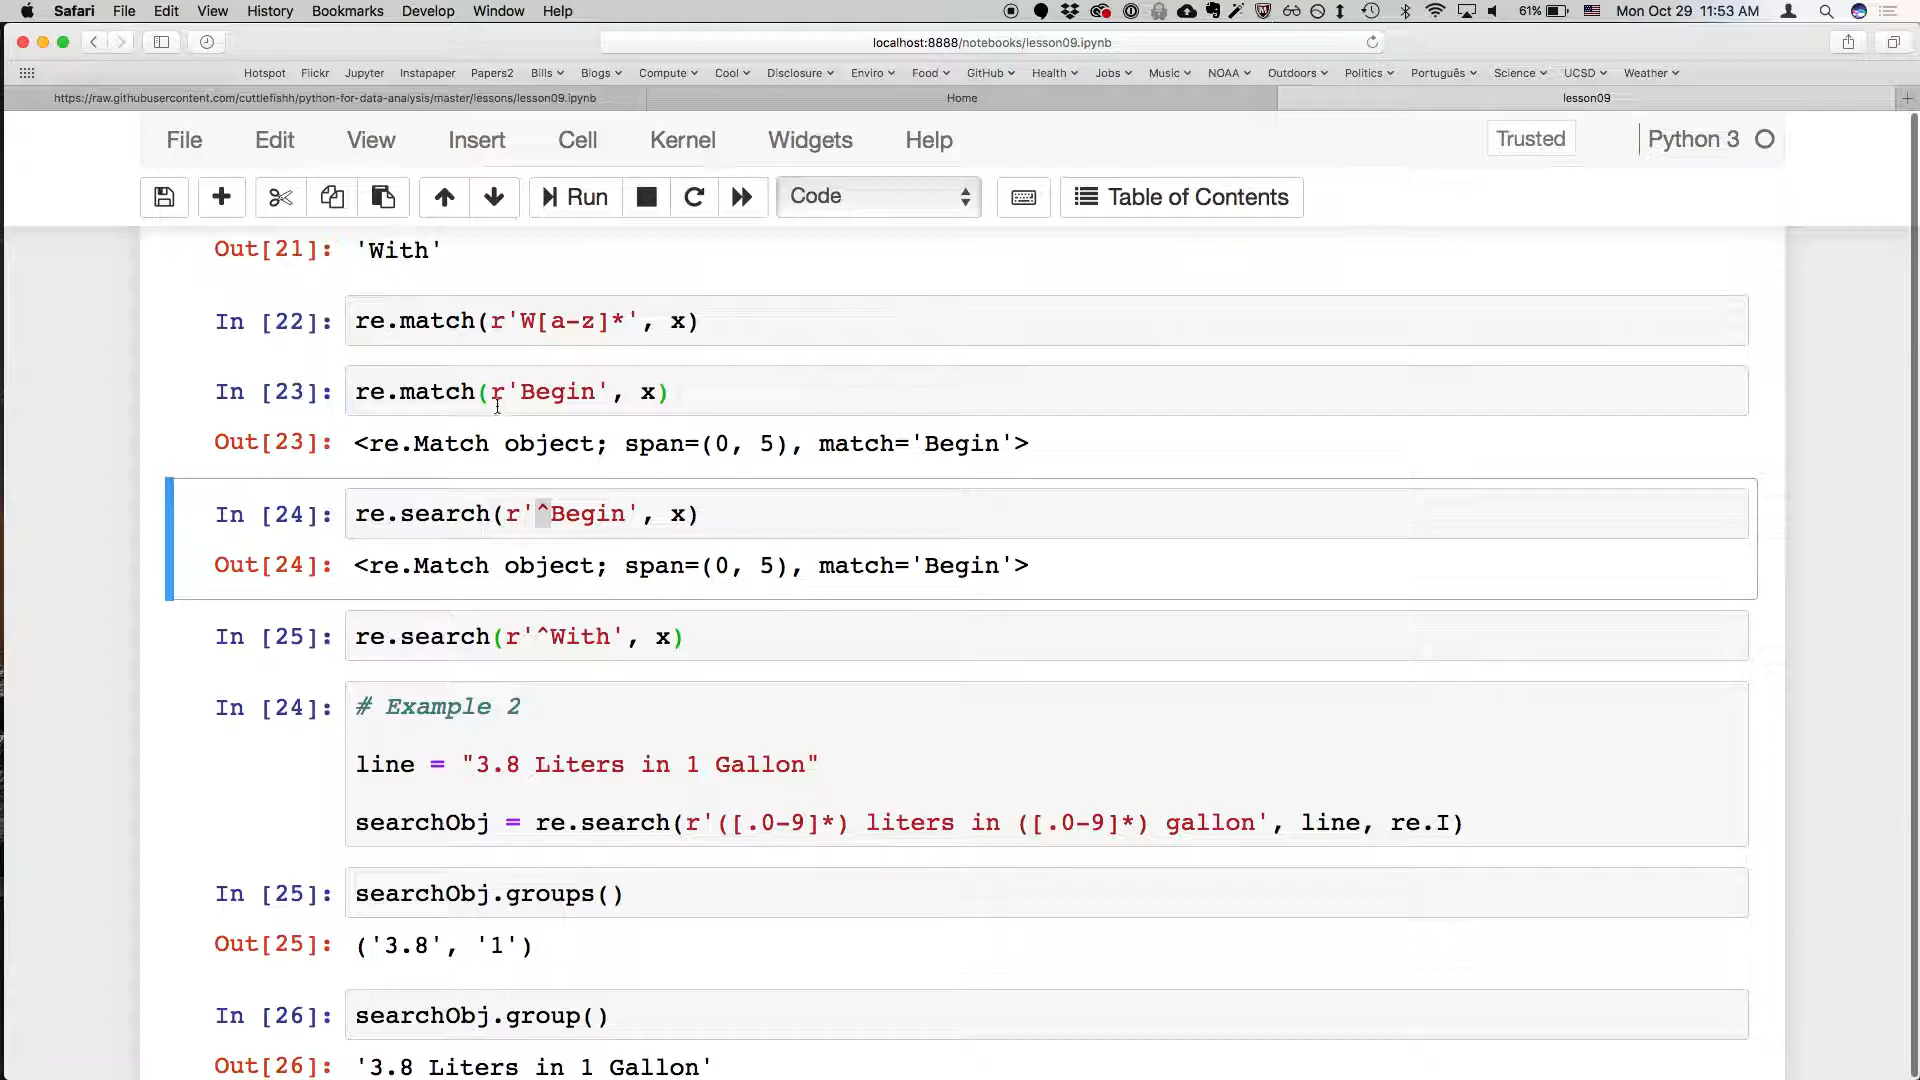 Safari File Edit View History Bookmarks Develop Window Help 61% Mon Oct 29 11:53 AM
localhost:8888/notebooks/lesson09.ipynb
Hotspot Flickr Jupyter Instapaper Papers2 Bills Blogs Compute Cool Disclosure Enviro Food GitHub Health Jobs Music NOAA Outdoors Politics Português Science UCSD Weather
https://raw.githubusercontent.com/cuttlefishh/python-for-data-analysis/master/lessons/lesson09.ipynb Home lesson09
File Edit View Insert Cell Kernel Widgets Help Trusted Python 3
Run Code Table of Contents
Out[21]: 'With'
In [22]: re.match(r'W[a-z]*', x)
In [23]: re.match(r'Begin', x)
Out[23]: <re.Match object; span=(0, 5), match='Begin'>
In [24]: re.search(r'^Begin', x)
Out[24]: <re.Match object; span=(0, 5), match='Begin'>
In [25]: re.search(r'^With', x)
In [24]: # Example 2
line = "3.8 Liters in 1 Gallon"
searchObj = re.search(r'([.0-9]*) liters in ([.0-9]*) gallon', line, re.I)
In [25]: searchObj.groups()
Out[25]: ('3.8', '1')
In [26]: searchObj.group()
Out[26]: '3.8 Liters in 1 Gallon'